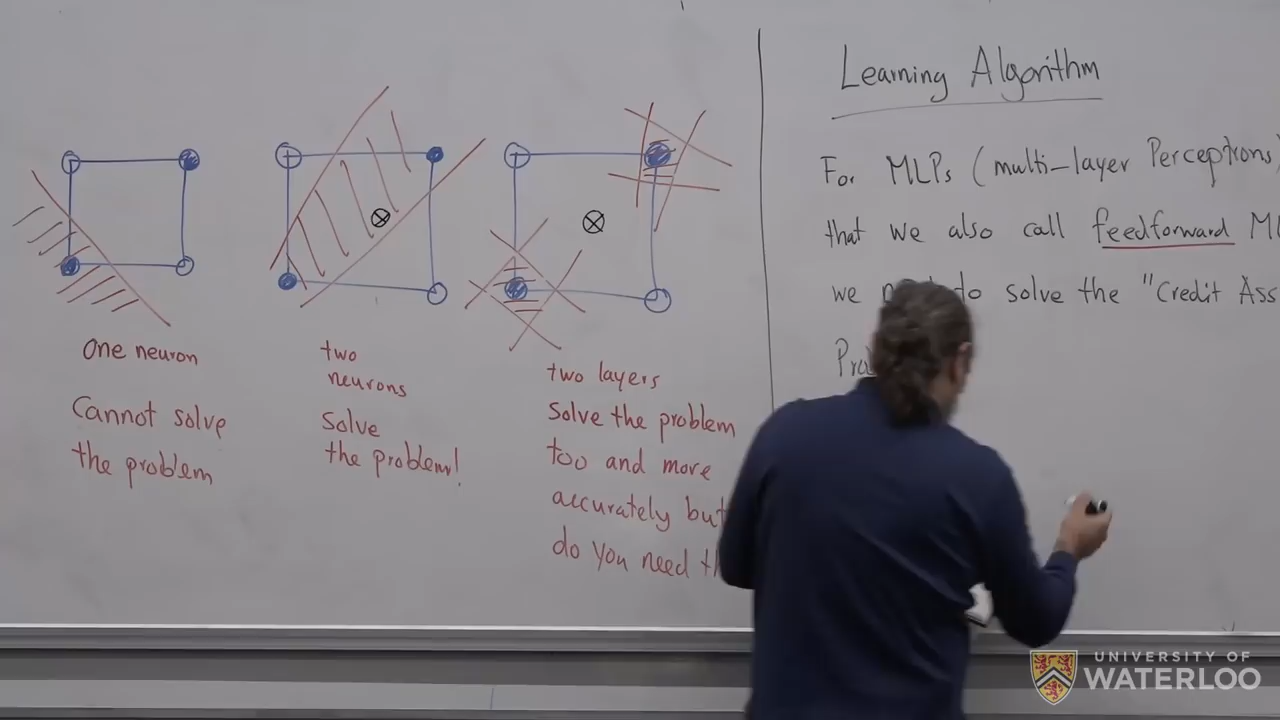 one neuron
Cannot solve
the problem
two
neurons
Solve
the problem!
two layers
Solve the problem
too and more
accurately but
do you need
Learning Algorithm
For MLPs (multi-layer Perceptrons)
that we also call feedforward
we to solve the "Credit Ass
UNIVERSITY OF
WATERLOO